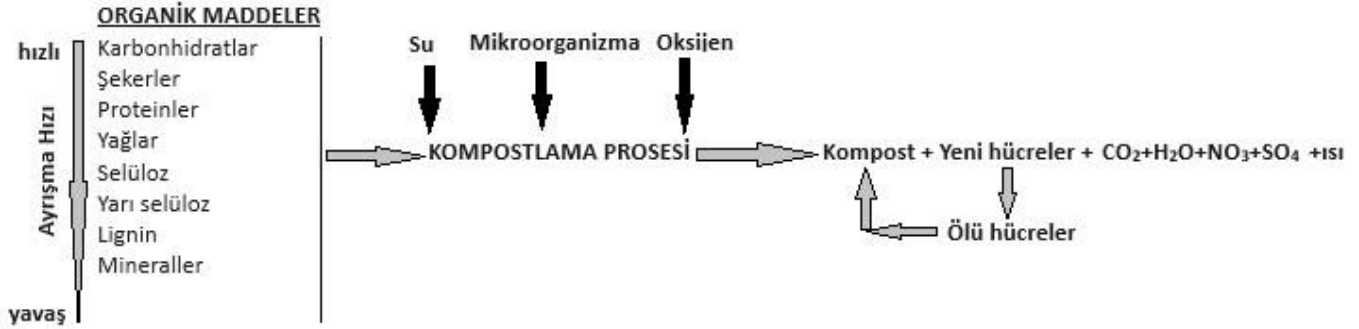 ORGANİK MADDELER
hızlı
Ayrışma Hızı
yavaş
Karbonhidratlar
Şekerler
Proteinler
Yağlar
Selüloz
Yarı selüloz
Lignin
Mineraller
Su Mikroorganizma Oksijen
KOMPOSTLAMA PROSESİ
Kompost + Yeni hücreler + CO₂+H₂O+NO₃+SO₄ +ısı
Ölü hücreler